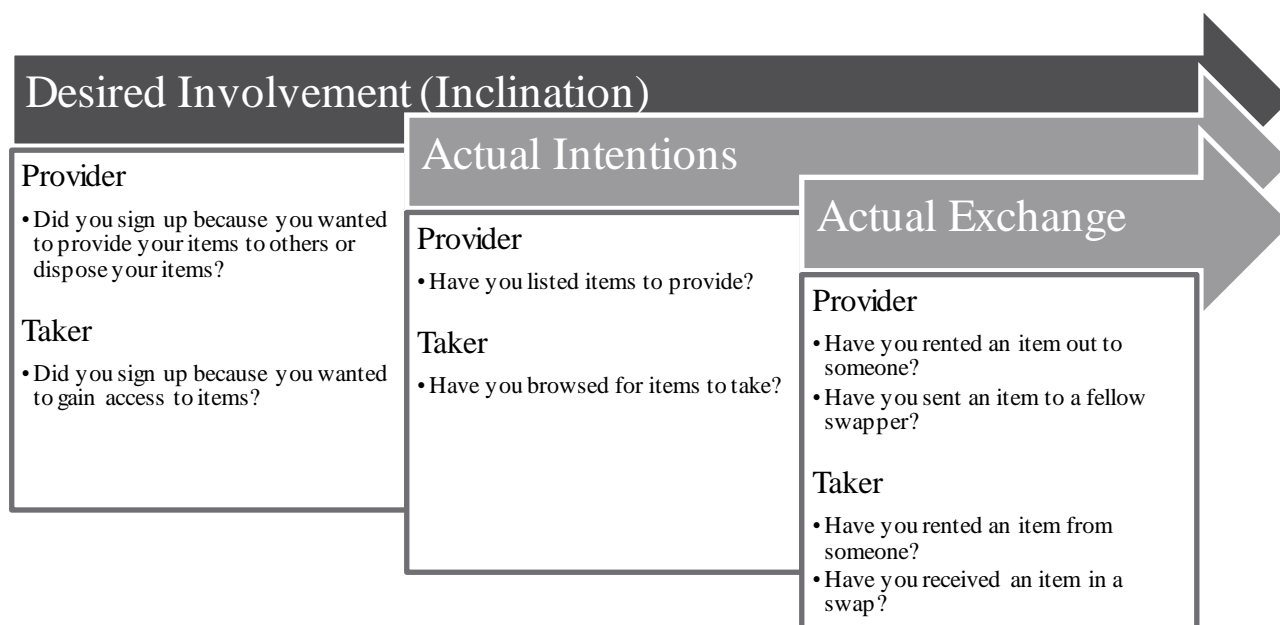 Desired Involvement (Inclination)
Provider
• Did you sign up because you wanted
to provide your items to others or
dispose your items?
Taker
• Did you sign up because you wanted
to gain access to items?
Actual Intentions
Provider
• Have you listed items to provide?
Taker
• Have you browsed for items to take?
Actual Exchange
Provider
• Have you rented an item out to
someone?
• Have you sent an item to a fellow
swapper?
Taker
• Have you rented an item from
someone?
• Have you received an item in a
swap?